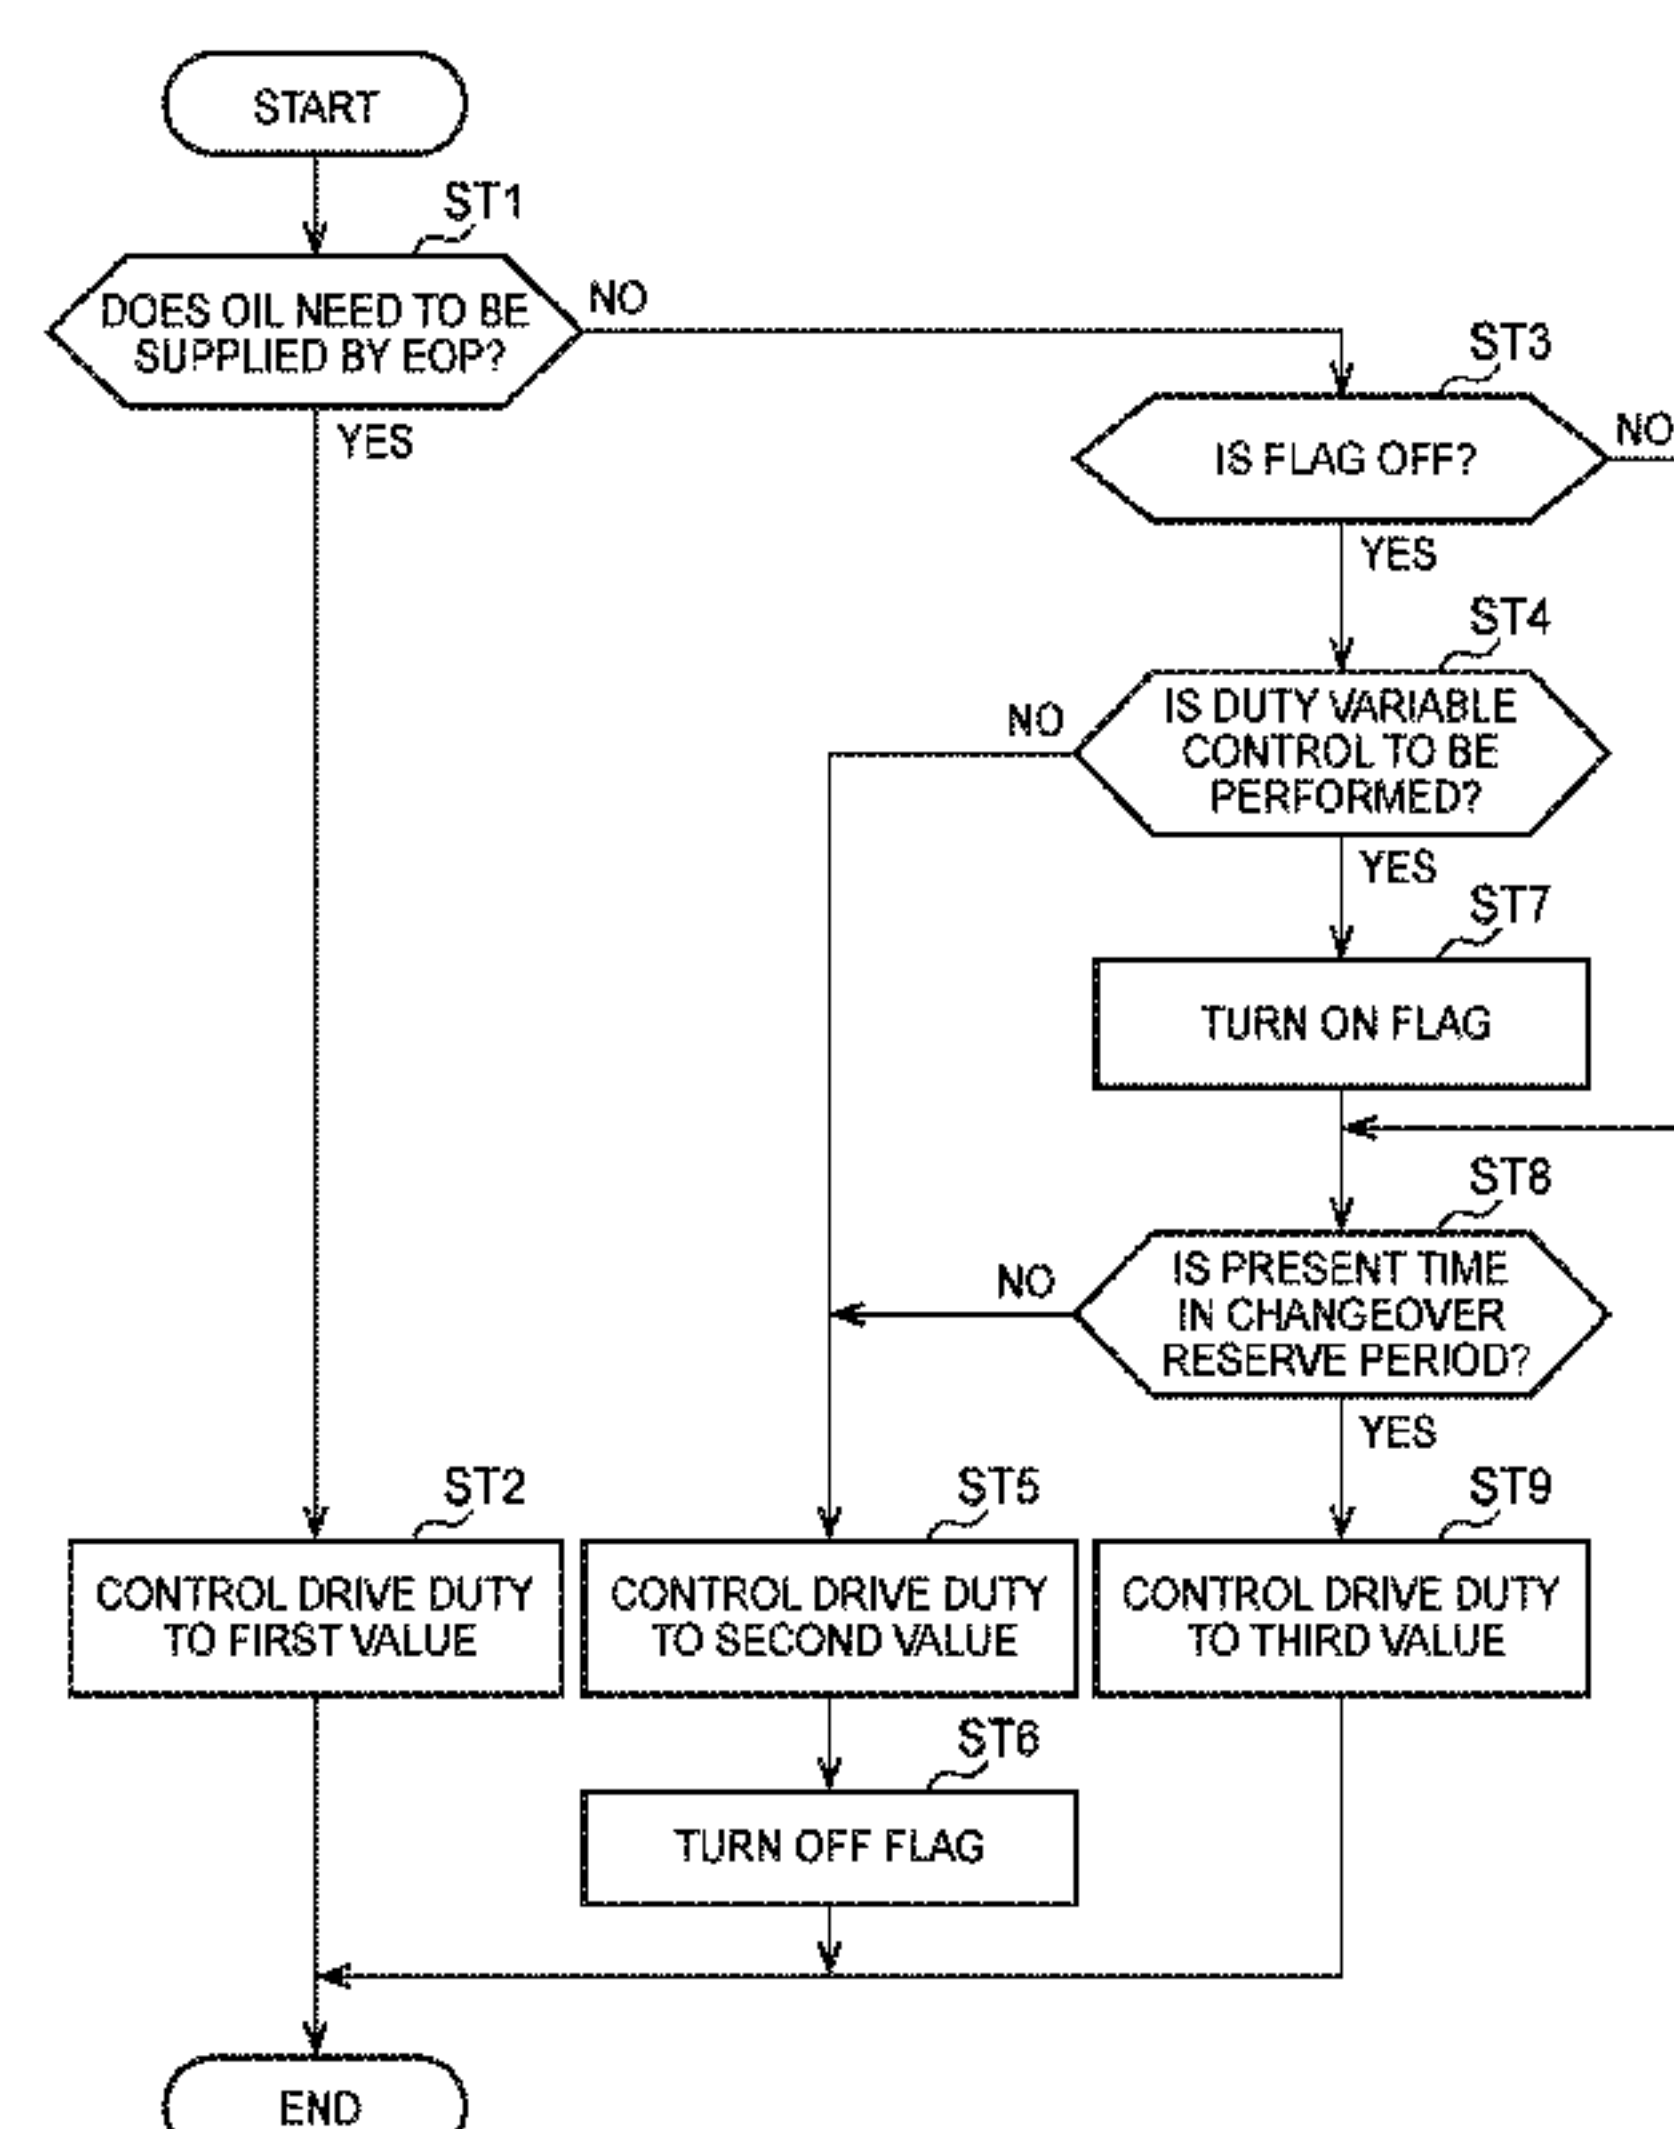 START
ST1
DOES OIL NEED TO BE
SUPPLIED BY EOP?
NO
YES
ST3
IS FLAG OFF?
NO
YES
ST4
IS DUTY VARIABLE
CONTROL TO BE
PERFORMED?
NO
YES
ST7
TURN ON FLAG
ST8
IS PRESENT TIME
IN CHANGEOVER
RESERVE PERIOD?
NO
YES
ST2
CONTROL DRIVE DUTY
TO FIRST VALUE
ST5
CONTROL DRIVE DUTY
TO SECOND VALUE
ST9
CONTROL DRIVE DUTY
TO THIRD VALUE
ST6
TURN OFF FLAG
END